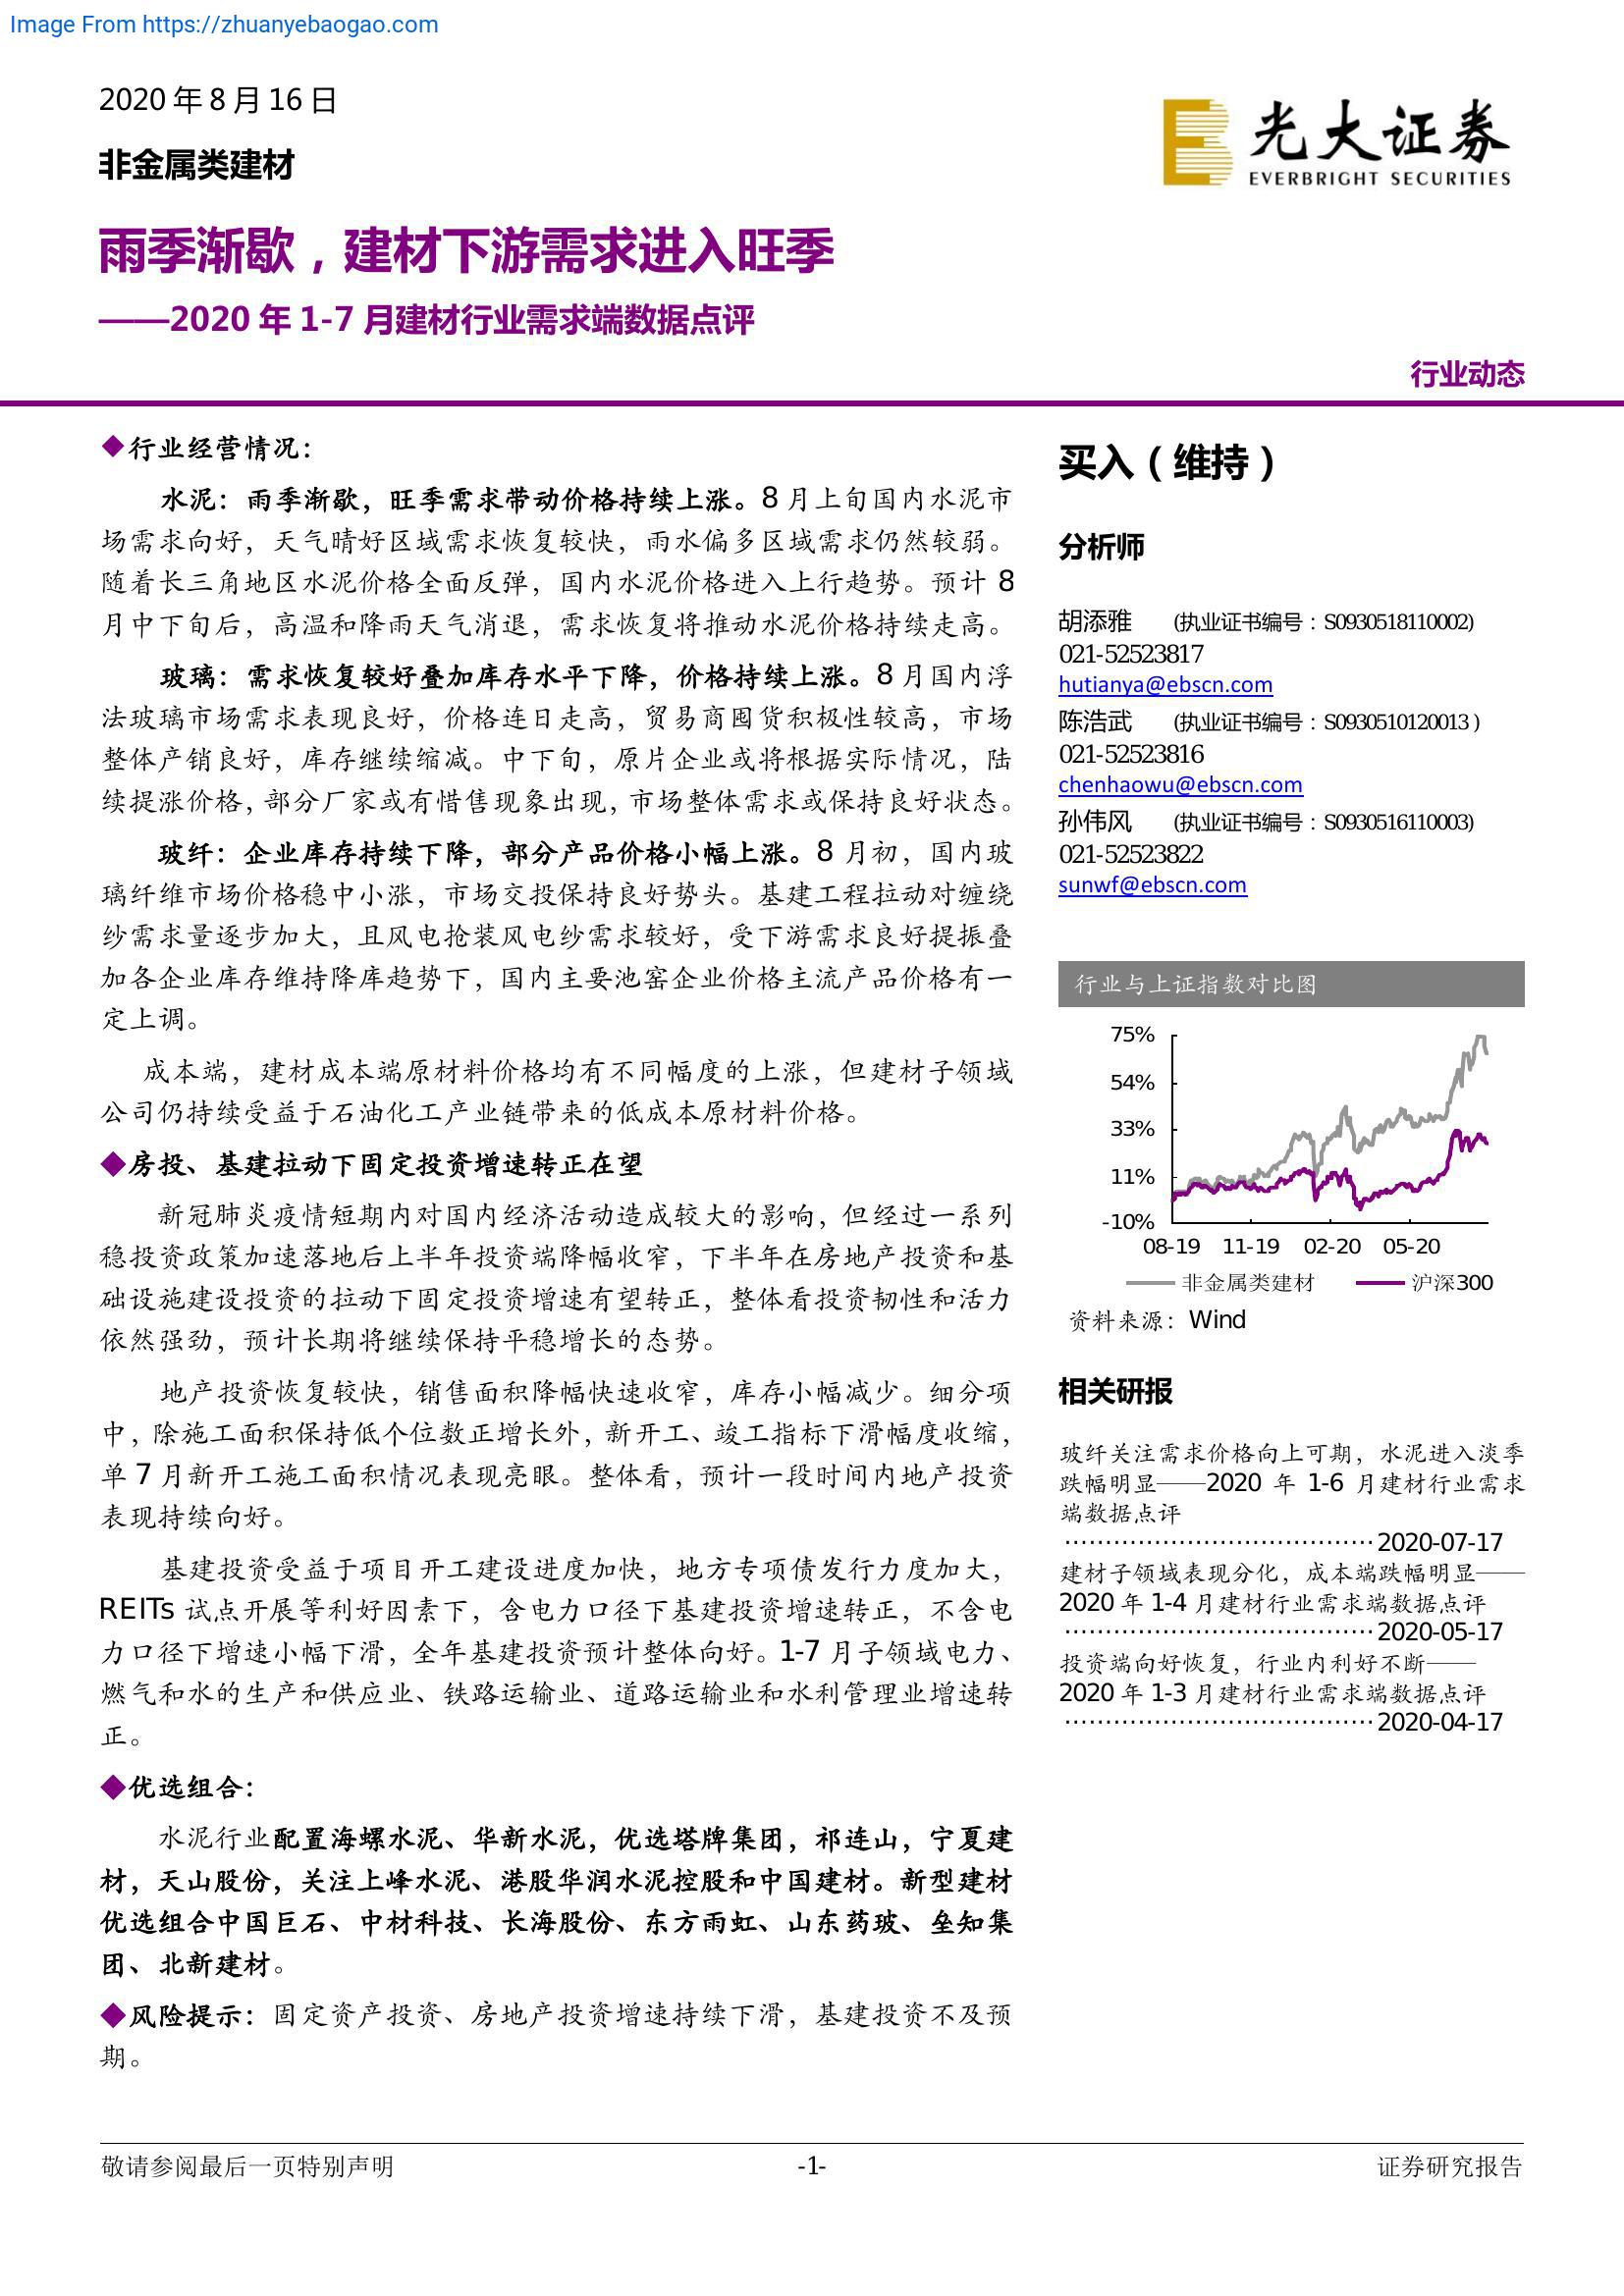 Image From https://zhuanyebaogao.com
2020 年 8 月 16 日
非金属类建材
光大证券
EVERBRIGHT SECURITIES
雨季渐歇，建材下游需求进入旺季
——2020 年 1-7 月建材行业需求端数据点评
行业动态
◆行业经营情况：
水泥：雨季渐歇，旺季需求带动价格持续上涨。8 月上旬国内水泥市
场需求向好，天气晴好区域需求恢复较快，雨水偏多区域需求仍然较弱。
随着长三角地区水泥价格全面反弹，国内水泥价格进入上行趋势。预计 8
月中下旬后，高温和降雨天气消退，需求恢复将推动水泥价格持续走高。
玻璃：需求恢复较好叠加库存水平下降，价格持续上涨。8 月国内浮
法玻璃市场需求表现良好，价格连日走高，贸易商囤货积极性较高，市场
整体产销良好，库存继续缩减。中下旬，原片企业或将根据实际情况，陆
续提涨价格，部分厂家或有惜售现象出现，市场整体需求或保持良好状态。
玻纤：企业库存持续下降，部分产品价格小幅上涨。8 月初，国内玻
璃纤维市场价格稳中小涨，市场交投保持良好势头。基建工程拉动对缠绕
纱需求量逐步加大，且风电抢装风电纱需求较好，受下游需求良好提振叠
加各企业库存维持降库趋势下，国内主要池窑企业价格主流产品价格有一
定上调。
成本端，建材成本端原材料价格均有不同幅度的上涨，但建材子领域
公司仍持续受益于石油化工产业链带来的低成本原材料价格。
◆房投、基建拉动下固定投资增速转正在望
新冠肺炎疫情短期内对国内经济活动造成较大的影响，但经过一系列
稳投资政策加速落地后上半年投资端降幅收窄，下半年在房地产投资和基
础设施建设投资的拉动下固定投资增速有望转正，整体看投资韧性和活力
依然强劲，预计长期将继续保持平稳增长的态势。
地产投资恢复较快，销售面积降幅快速收窄，库存小幅减少。细分项
中，除施工面积保持低个位数正增长外，新开工、竣工指标下滑幅度收缩，
单 7 月新开工施工面积情况表现亮眼。整体看，预计一段时间内地产投资
表现持续向好。
基建投资受益于项目开工建设进度加快，地方专项债发行力度加大，
REITs 试点开展等利好因素下，含电力口径下基建投资增速转正，不含电
力口径下增速小幅下滑，全年基建投资预计整体向好。1-7 月子领域电力、
燃气和水的生产和供应业、铁路运输业、道路运输业和水利管理业增速转
正。
◆优选组合：
水泥行业配置海螺水泥、华新水泥，优选塔牌集团，祁连山，宁夏建
材，天山股份，关注上峰水泥、港股华润水泥控股和中国建材。新型建材
优选组合中国巨石、中材科技、长海股份、东方雨虹、山东药玻、垒知集
团、北新建材。
◆风险提示：固定资产投资、房地产投资增速持续下滑，基建投资不及预
期。
买入（维持）
分析师
胡添雅 (执业证书编号：S0930518110002)
021-52523817
hutianya@ebscn.com
陈浩武 (执业证书编号：S0930510120013 )
021-52523816
chenhaowu@ebscn.com
孙伟风 (执业证书编号：S0930516110003)
021-52523822
sunwf@ebscn.com
行业与上证指数对比图
75%
54%
33%
11%
-10%
08-19 11-19 02-20 05-20
非金属类建材 沪深300
资料来源：Wind
相关研报
玻纤关注需求价格向上可期，水泥进入淡季
跌幅明显——2020 年 1-6 月建材行业需求
端数据点评
·····································2020-07-17
建材子领域表现分化，成本端跌幅明显——
2020 年 1-4 月建材行业需求端数据点评
·····································2020-05-17
投资端向好恢复，行业内利好不断——
2020 年 1-3 月建材行业需求端数据点评
·····································2020-04-17
敬请参阅最后一页特别声明 -1- 证券研究报告